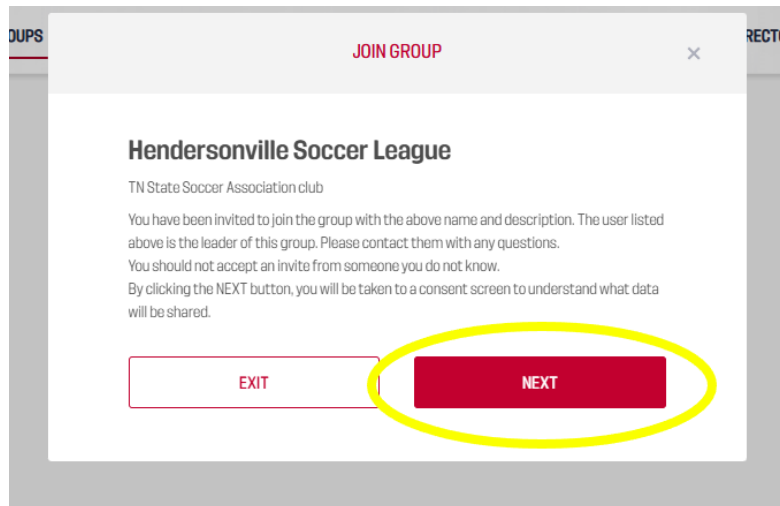 OUPS
JOIN GROUP
×
RECT
Hendersonville Soccer League
TN State Soccer Association club
You have been invited to join the group with the above name and description. The user listed
above is the leader of this group. Please contact them with any questions.
You should not accept an invite from someone you do not know.
By clicking the NEXT button, you will be taken to a consent screen to understand what data
will be shared.
EXIT
NEXT